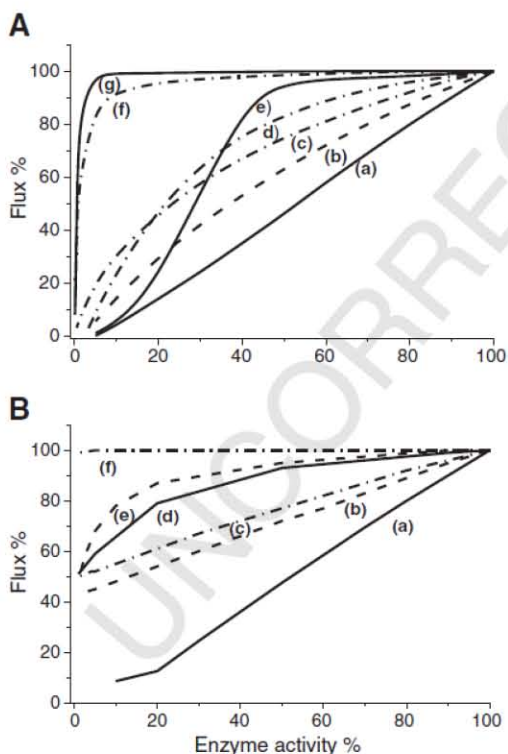 A
100
80
60
40
20
0
Flux %
(g)
(f)
e)
d)
(c)
(b)
(a)
0 20 40 60 80 100
B
100
80
60
40
20
0
Flux %
(f)
(e)
(d)
(c)
(b)
(a)
0 20 40 60 80 100
Enzyme activity %
UNCORREC